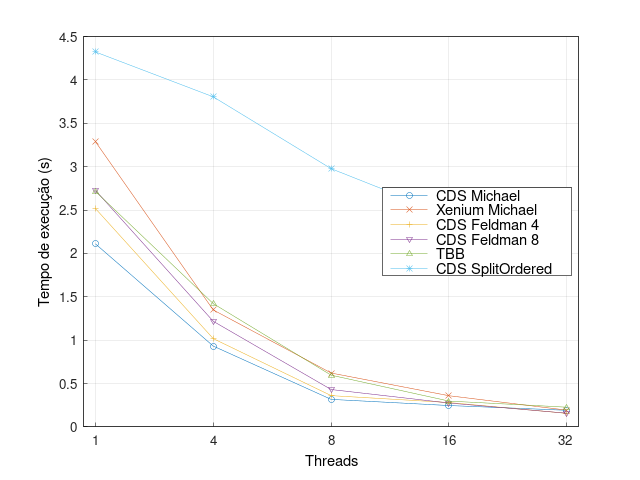 4.5
4
3.5
3
2.5
2
1.5
1
0.5
0
Tempo de execução (s)
CDS Michael
Xenium Michael
CDS Feldman 4
CDS Feldman 8
TBB
CDS SplitOrdered
1 4 8 16 32
Threads